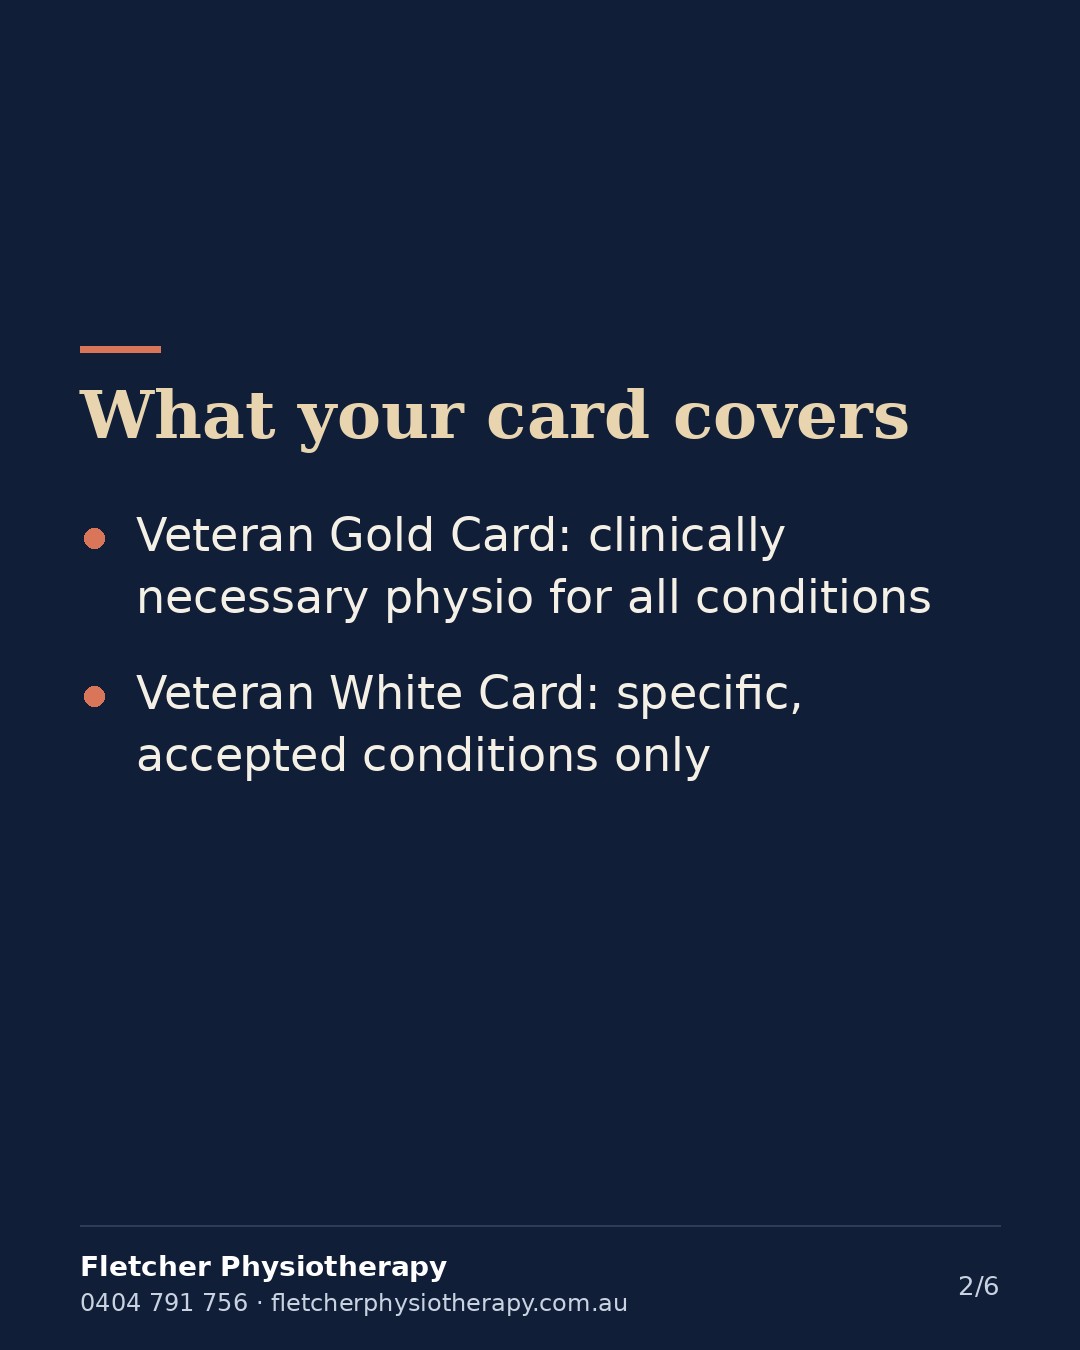 What your card covers
Veteran Gold Card: clinically
necessary physio for all conditions
Veteran White Card: specific,
accepted conditions only
Fletcher Physiotherapy
0404 791 756 · fletcherphysiotherapy.com.au
2/6